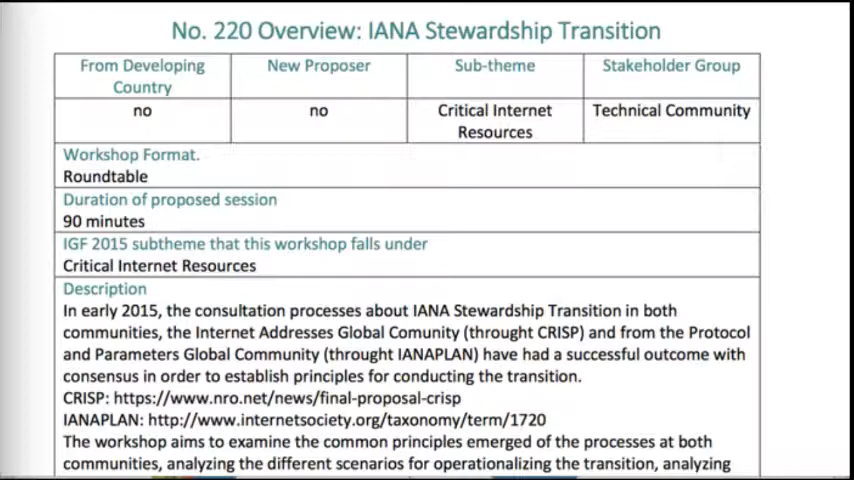 No. 220 Overview: IANA Stewardship Transition
From Developing Country
New Proposer
Sub-theme
Stakeholder Group
no
no
Critical Internet Resources
Technical Community
Workshop Format.
Roundtable
Duration of proposed session
90 minutes
IGF 2015 subtheme that this workshop falls under
Critical Internet Resources
Description
In early 2015, the consultation processes about IANA Stewardship Transition in both
communities, the Internet Addresses Global Comunity (throught CRISP) and from the Protocol
and Parameters Global Community (throught IANAPLAN) have had a successful outcome with
consensus in order to establish principles for conducting the transition.
CRISP: https://www.nro.net/news/final-proposal-crisp
IANAPLAN: http://www.internetsociety.org/taxonomy/term/1720
The workshop aims to examine the common principles emerged of the processes at both
communities, analyzing the different scenarios for operationalizing the transition, analyzing